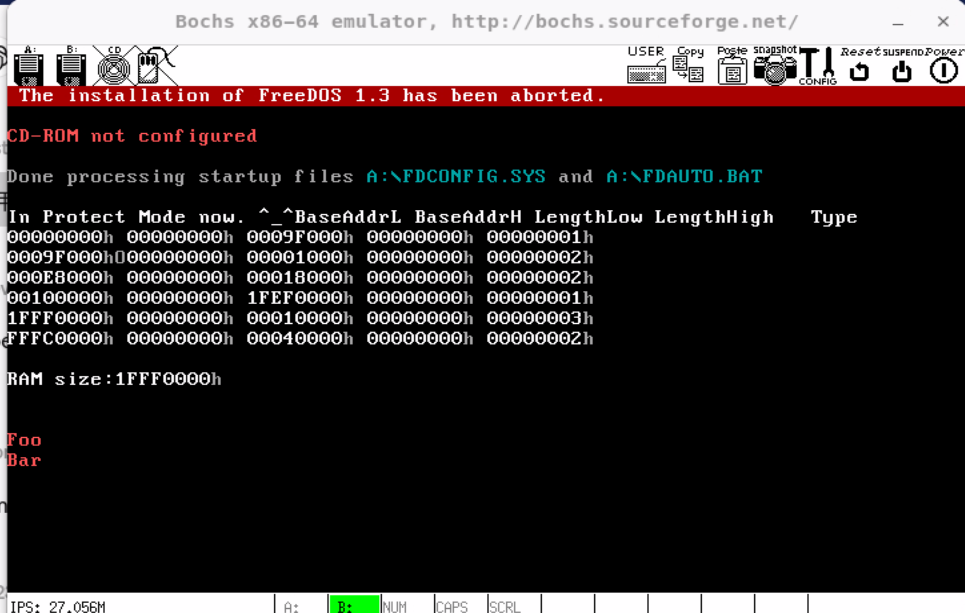 Bochs x86-64 emulator, http://bochs.sourceforge.net/
A: B: CD USER Copy Paste snapshot CONFIG Reset SUSPEND Power
The installation of FreeDOS 1.3 has been aborted.
CD-ROM not configured
Done processing startup files A:\FDCONFIG.SYS and A:\FDAUTO.BAT
In Protect Mode now. ^_^BaseAddrL BaseAddrH LengthLow LengthHigh Type
00000000h 00000000h 0009F000h 00000000h 00000001h
0009F000h000000000h 00001000h 00000000h 00000002h
000E8000h 00000000h 00018000h 00000000h 00000002h
00100000h 00000000h 1FEF0000h 00000000h 00000001h
1FFF0000h 00000000h 00010000h 00000000h 00000003h
FFFC0000h 00000000h 00040000h 00000000h 00000002h
RAM size:1FFF0000h
Foo
Bar
IPS: 27.056M A: B: NUM CAPS SCRL